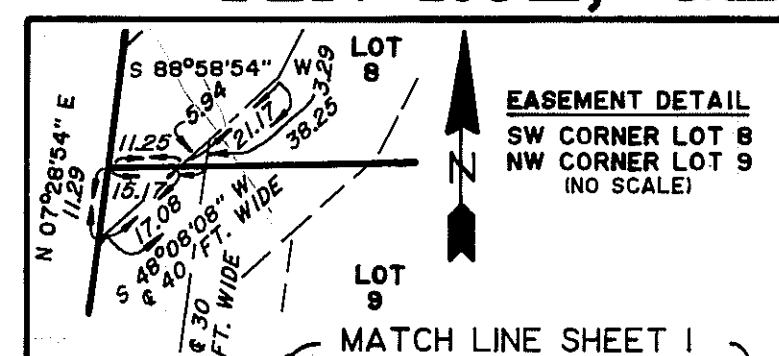 LOT
8
S 88°58'54" W
3.29
5.94
21.17
38.25
11.25
15.17
17.08
N 07°28'54" E
11.29
S 48°08'08" W
℄ 40 FT. WIDE
℄ 30
FT. WIDE
EASEMENT DETAIL
SW CORNER LOT 8
NW CORNER LOT 9
(NO SCALE)
N
LOT
9
MATCH LINE SHEET 1